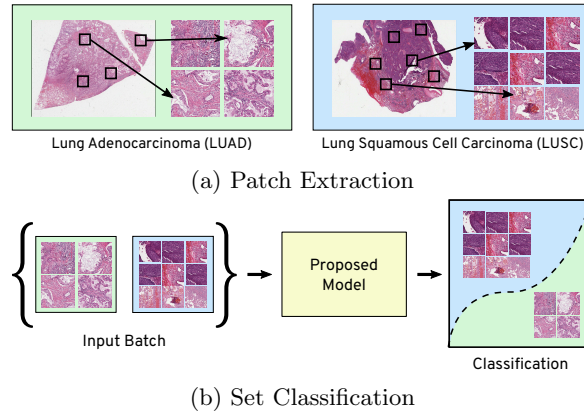 Lung Adenocarcinoma (LUAD)
Lung Squamous Cell Carcinoma (LUSC)
(a) Patch Extraction
Proposed
Model
Input Batch
Classification
(b) Set Classification